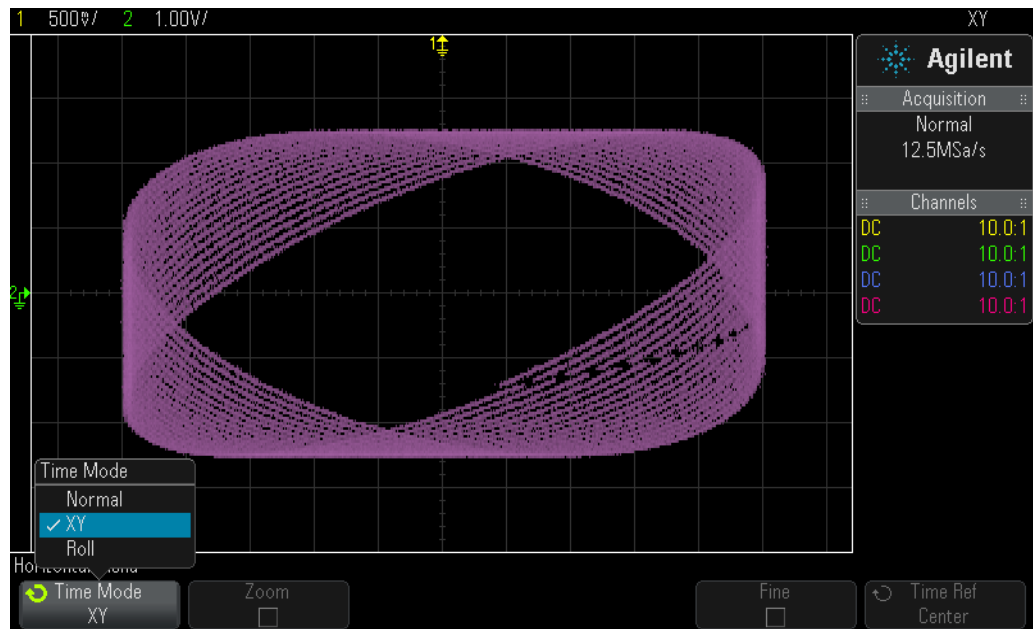 1 500mV/ 2 1.00V/ XY
1
Agilent
Acquisition
Normal
12.5MSa/s
Channels
DC 10.0:1
DC 10.0:1
DC 10.0:1
DC 10.0:1
2
Time Mode
Normal
XY
Roll
Time Mode
XY
Zoom
Fine
Time Ref
Center